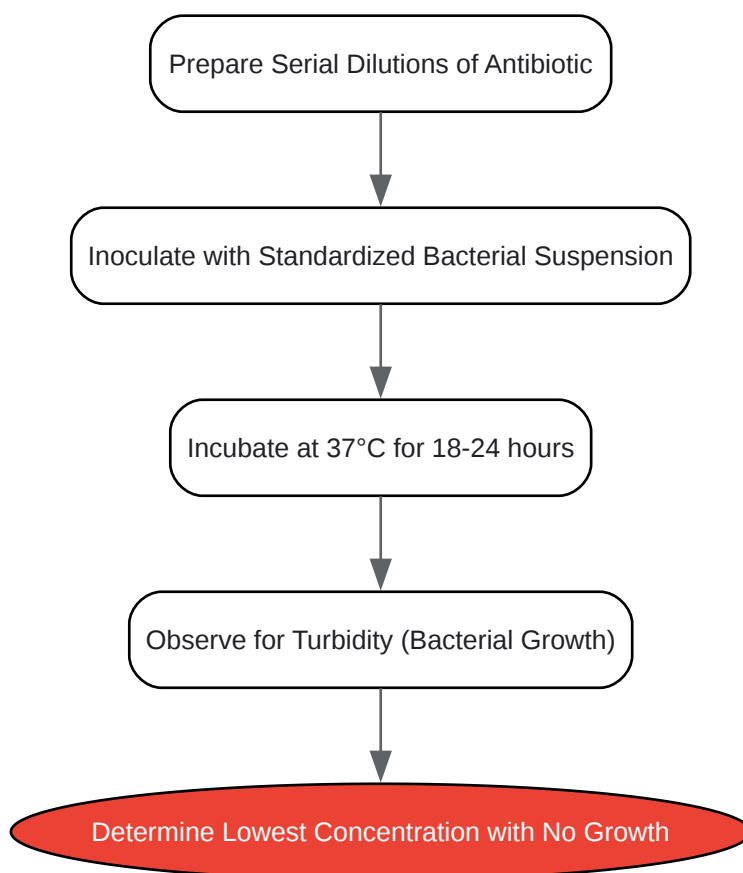 Prepare Serial Dilutions of Antibiotic
Inoculate with Standardized Bacterial Suspension
Incubate at 37°C for 18-24 hours
Observe for Turbidity (Bacterial Growth)
Determine Lowest Concentration with No Growth